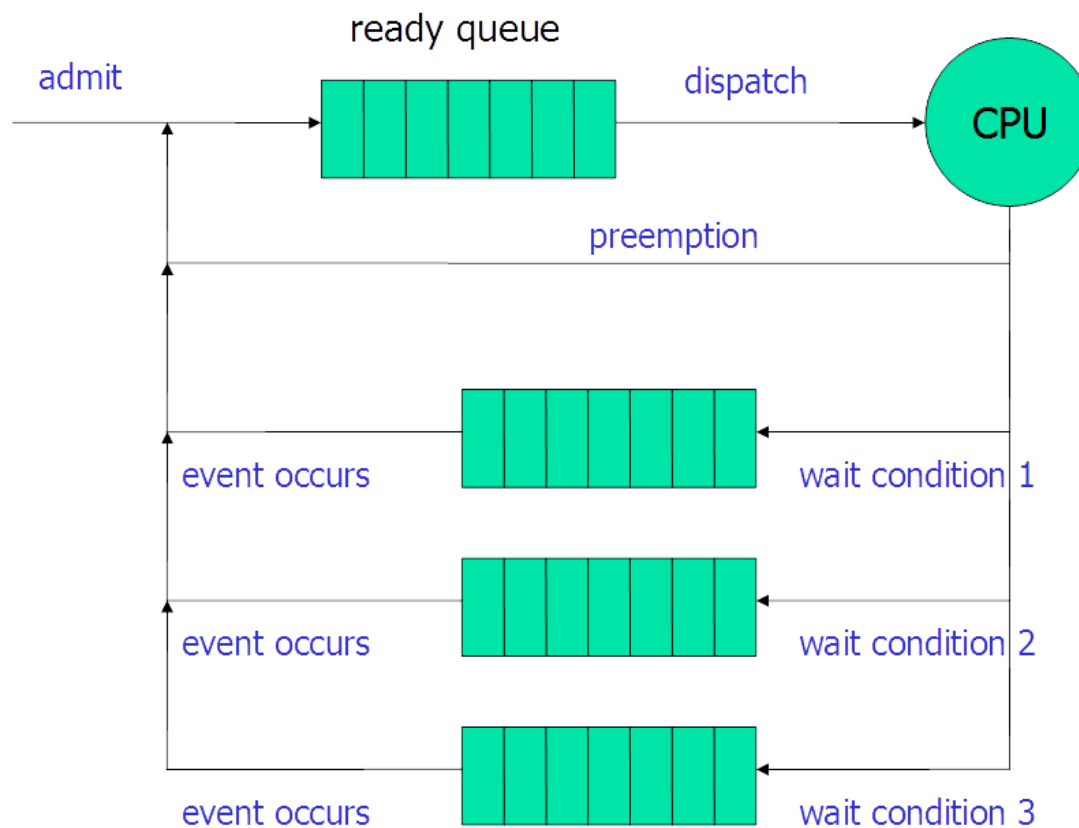 ready queue
admit
dispatch
CPU
preemption
event occurs
wait condition 1
event occurs
wait condition 2
event occurs
wait condition 3